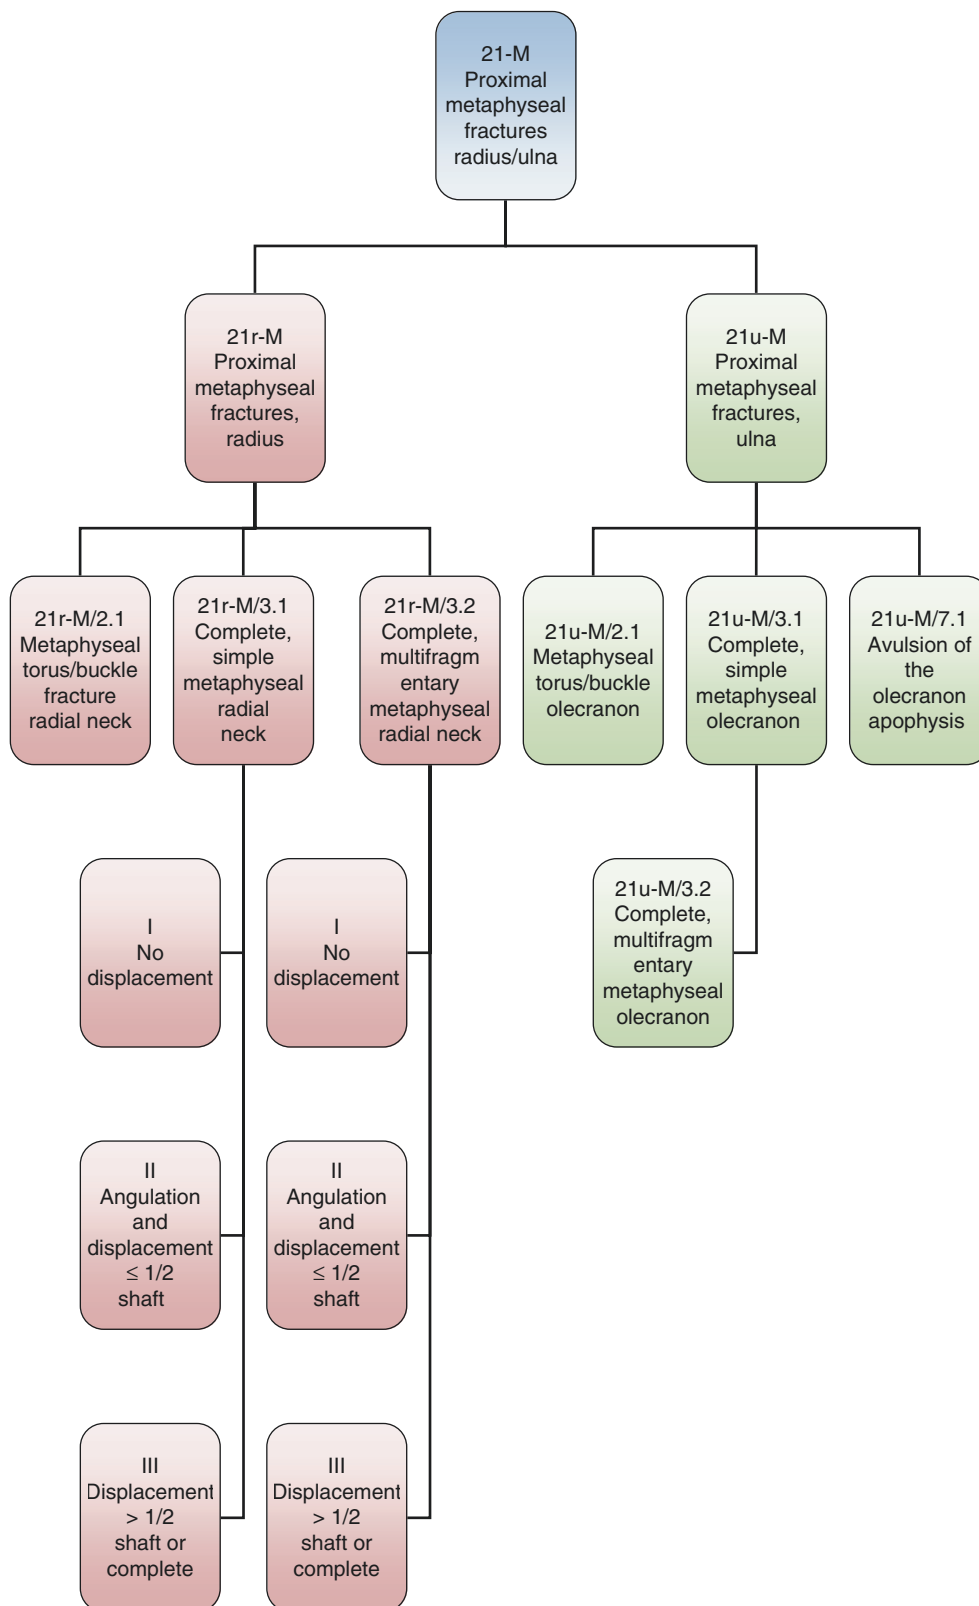 21-M
Proximal
metaphyseal
fractures
radius/ulna
21r-M
Proximal
metaphyseal
fractures,
radius
21u-M
Proximal
metaphyseal
fractures,
ulna
21r-M/2.1
Metaphyseal
torus/buckle
fracture
radial neck
21r-M/3.1
Complete,
simple
metaphyseal
radial
neck
21r-M/3.2
Complete,
multifragm
entary
metaphyseal
radial neck
21u-M/2.1
Metaphyseal
torus/buckle
olecranon
21u-M/3.1
Complete,
simple
metaphyseal
olecranon
21u-M/7.1
Avulsion of
the
olecranon
apophysis
I
No
displacement
I
No
displacement
21u-M/3.2
Complete,
multifragm
entary
metaphyseal
olecranon
II
Angulation
and
displacement
≤ 1/2
shaft
II
Angulation
and
displacement
≤ 1/2
shaft
III
Displacement
> 1/2
shaft or
complete
III
Displacement
> 1/2
shaft or
complete